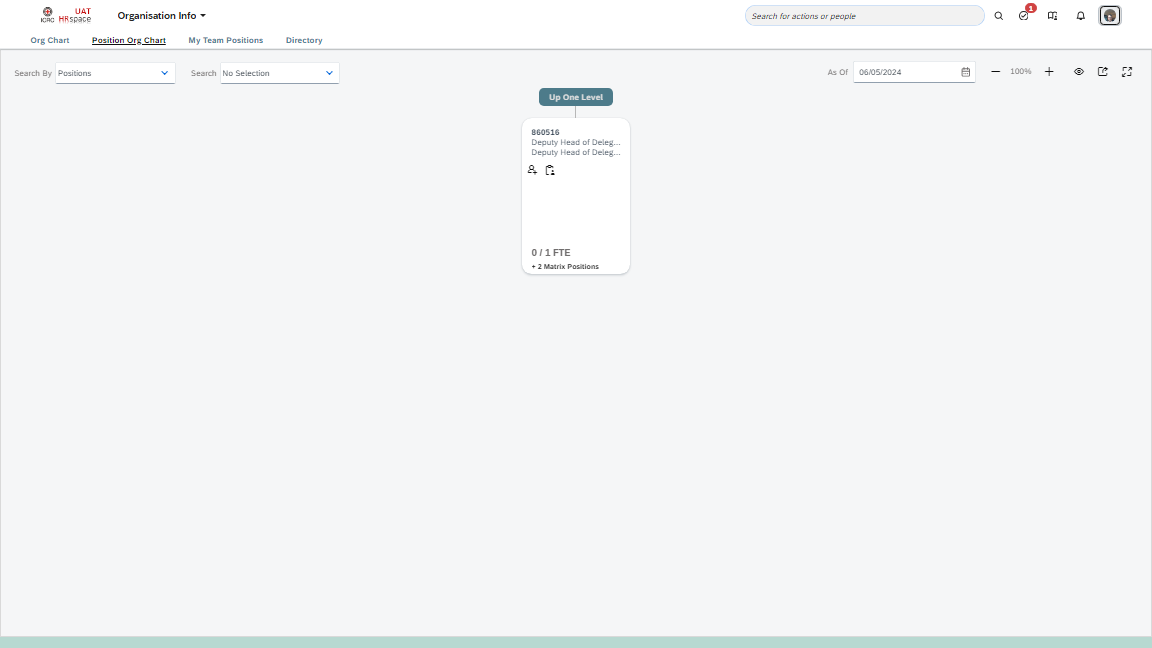 ICRC
UAT
HRspace
Organisation Info
Search for actions or people
1
Org Chart
Position Org Chart
My Team Positions
Directory
Search By
Positions
Search
No Selection
As Of
06/05/2024
100%
Up One Level
860516
Deputy Head of Deleg...
Deputy Head of Deleg...
0 / 1 FTE
+ 2 Matrix Positions